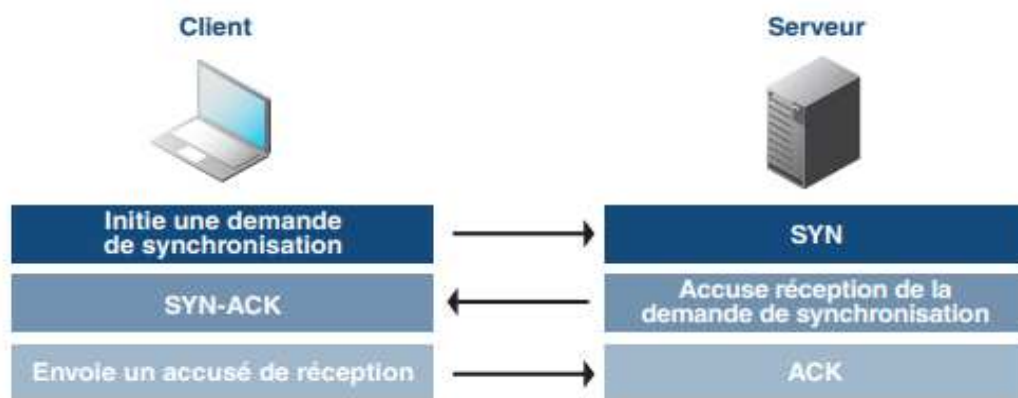 Client
Serveur
Initie une demande
de synchronisation
SYN
SYN-ACK
Accuse réception de la
demande de synchronisation
Envoie un accusé de réception
ACK